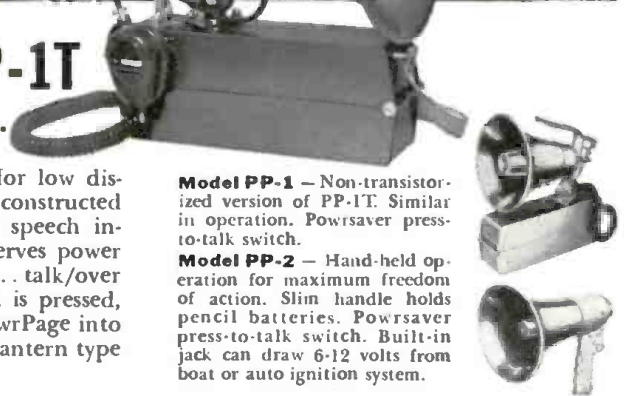 -1T
for low dis-
constructed
speech in-
erves power
... talk/over
is pressed,
wrPage into
antern type
Model PP-1 — Non-transistor-
ized version of PP-1T. Similar
in operation. Powrsaver press-
to-talk switch.
Model PP-2 — Hand-held op-
eration for maximum freedom
of action. Slim handle holds
pencil batteries. Powrsaver
press-to-talk switch. Built-in
jack can draw 6-12 volts from
boat or auto ignition system.